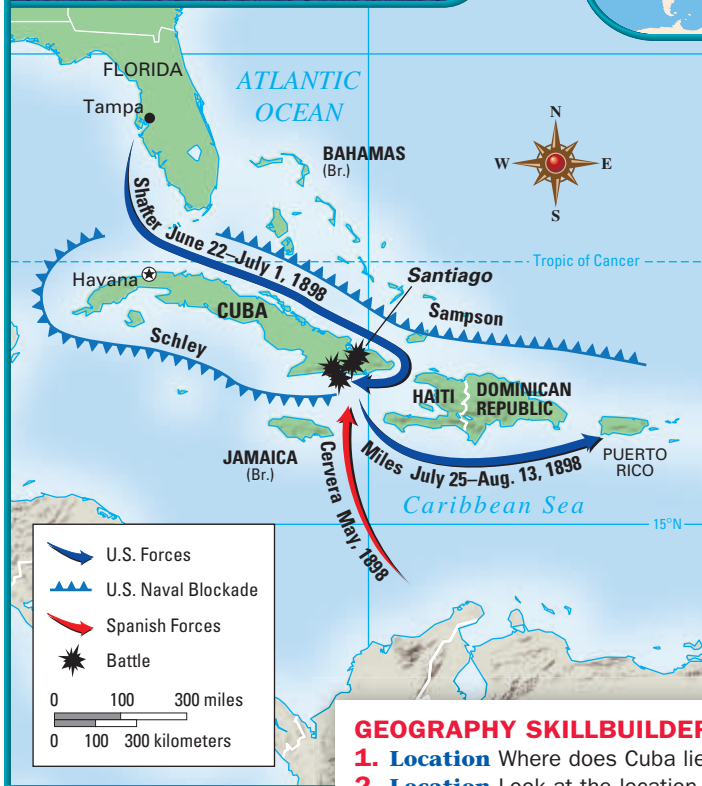 FLORIDA
Tampa
ATLANTIC
OCEAN
BAHAMAS
(Br.)
N
W
E
S
Shafter June 22–July 1, 1898
Tropic of Cancer
Havana
Santiago
CUBA
Sampson
Schley
HAITI
DOMINICAN
REPUBLIC
JAMAICA
(Br.)
Miles July 25–Aug. 13, 1898
PUERTO
RICO
Cervera May, 1898
Caribbean Sea
15°N
U.S. Forces
U.S. Naval Blockade
Spanish Forces
Battle
0 100 300 miles
0 100 300 kilometers
GEOGRAPHY SKILLBUILDER
1. Location Where does Cuba lie
2. Location Look at the location